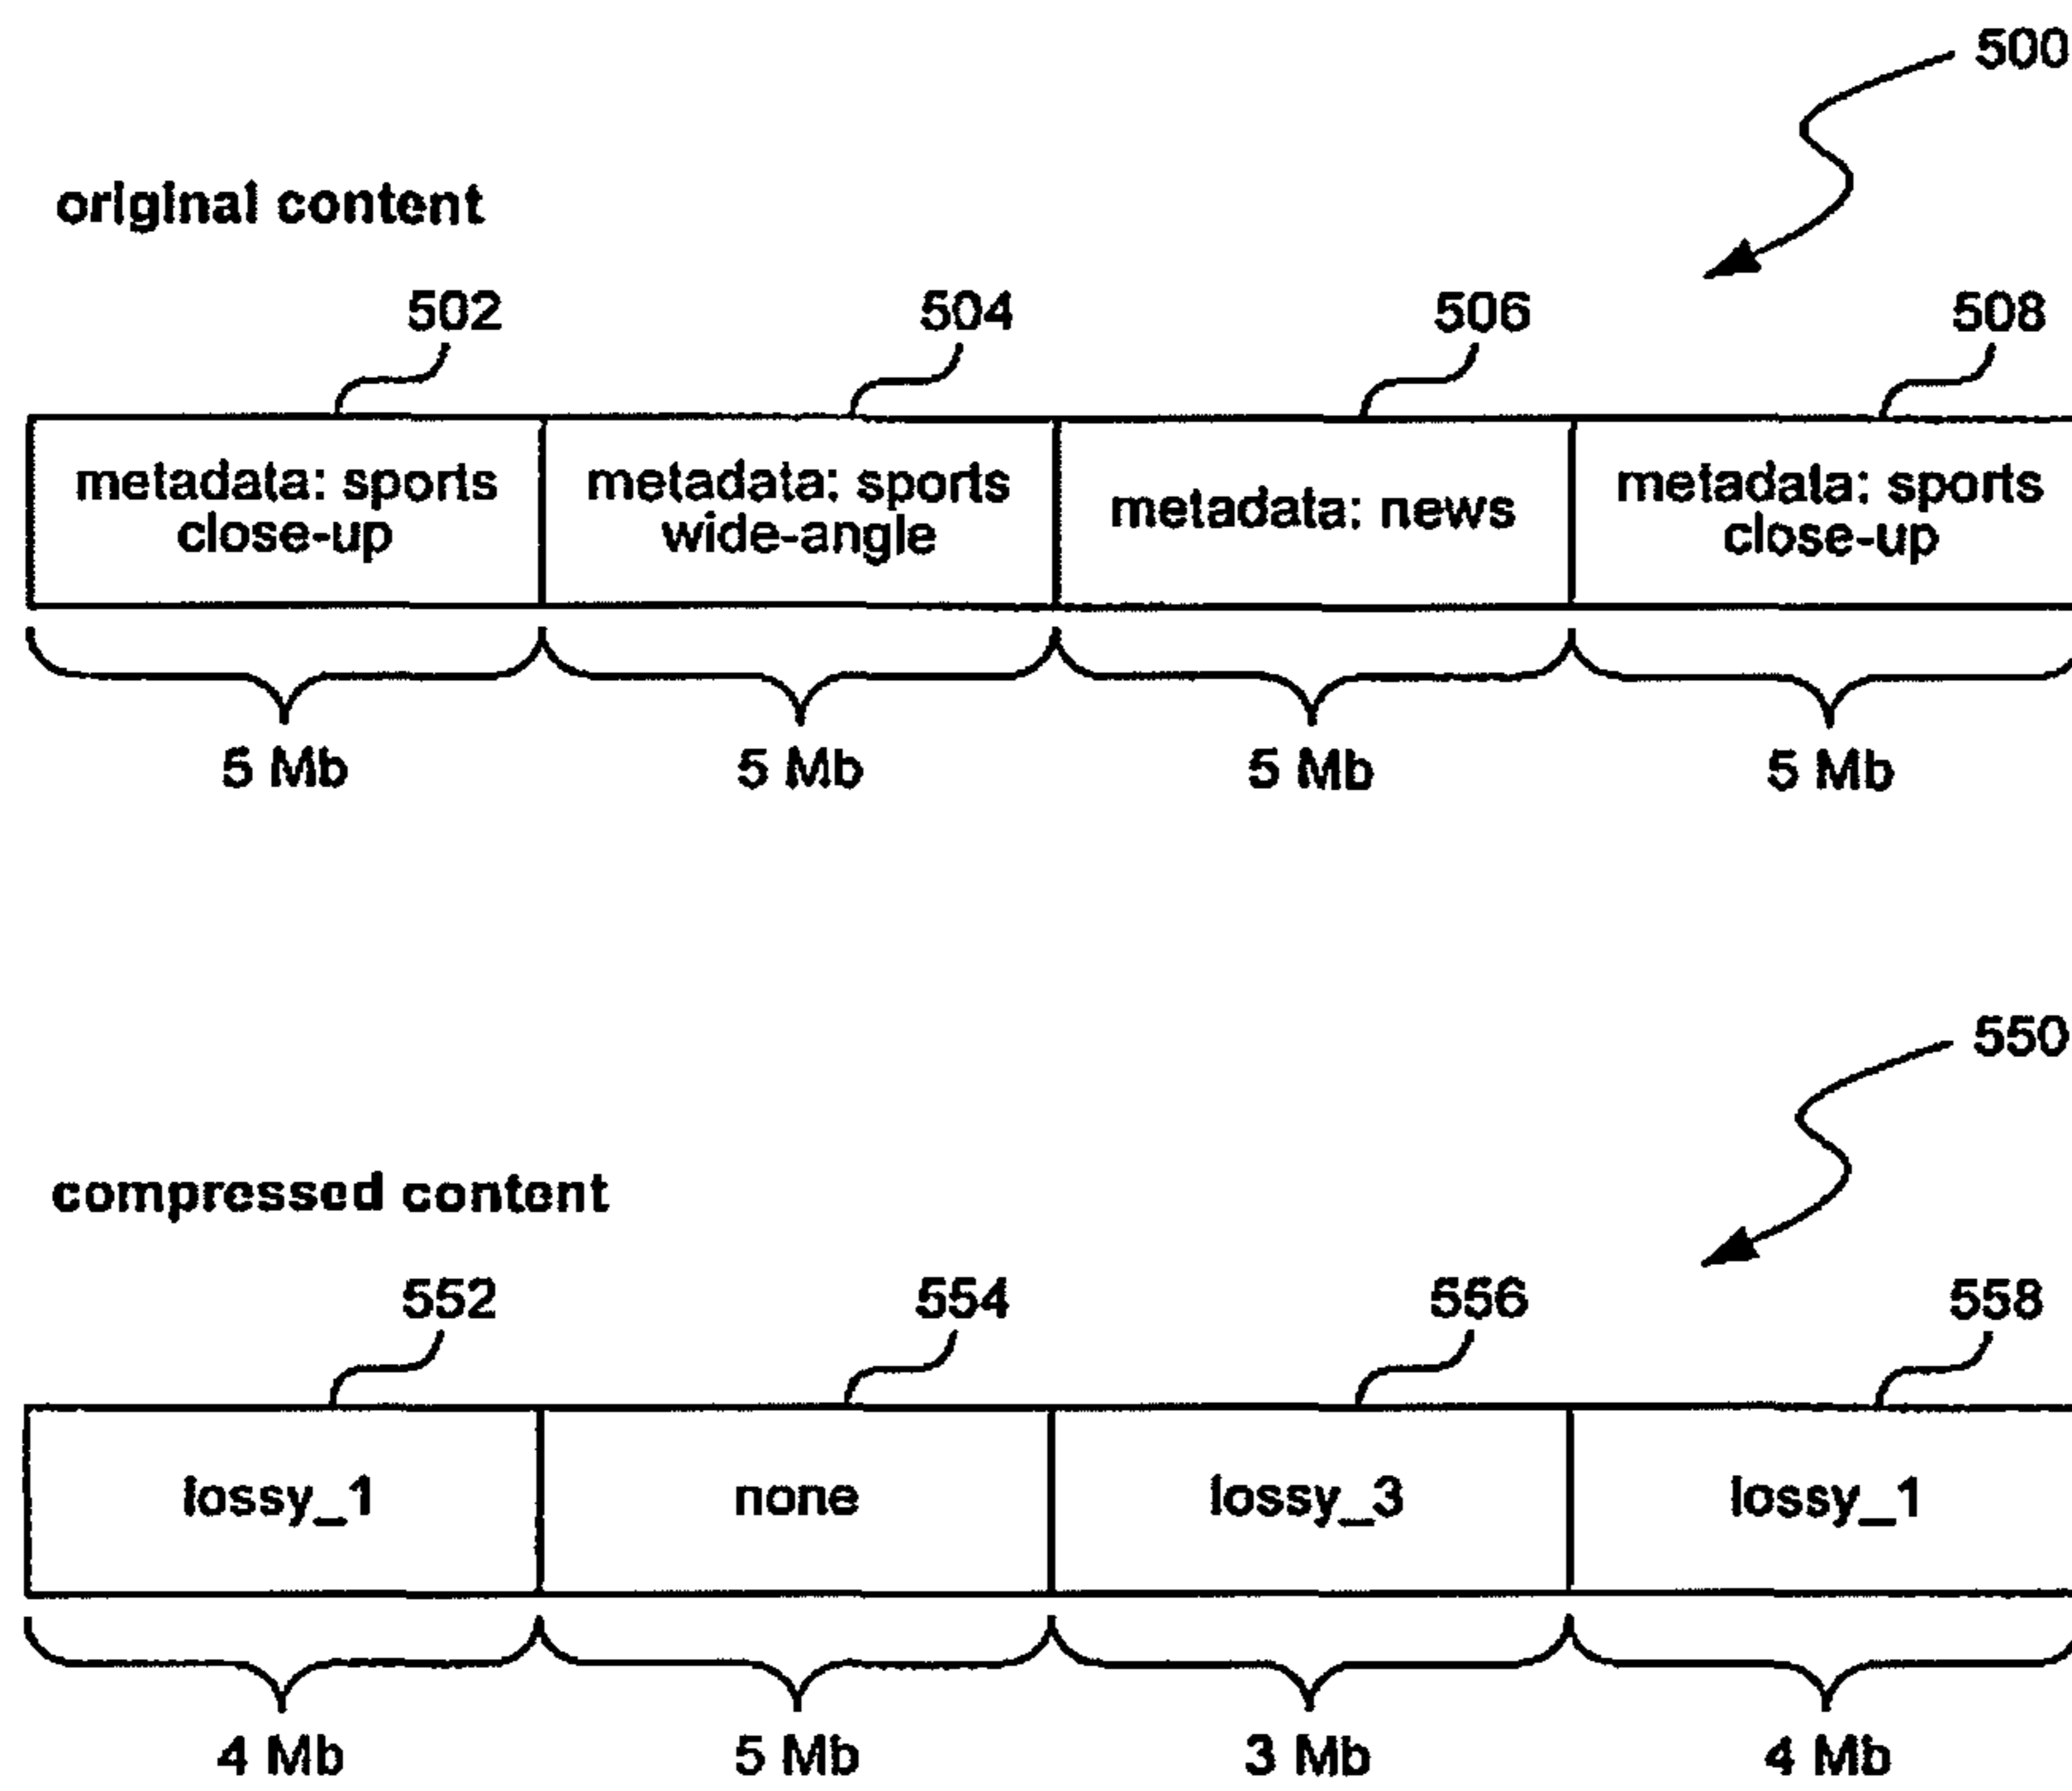 500
original content
502 504 506 508
metadata: sports close-up
metadata: sports wide-angle
metadata: news
metadata: sports close-up
5 Mb 5 Mb 5 Mb 5 Mb
550
compressed content
552 554 556 558
lossy_1 none lossy_3 lossy_1
4 Mb 5 Mb 3 Mb 4 Mb